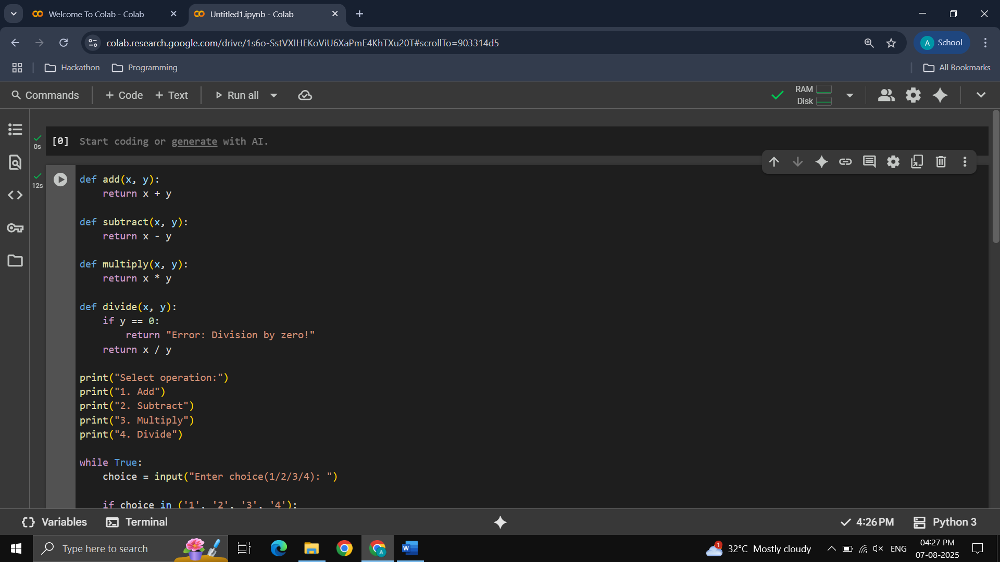 Welcome To Colab - Colab
Untitled1.ipynb - Colab
colab.research.google.com/drive/1s6o-SstVXIHEKoViU6XaPmE4KhTXu20T#scrollTo=903314d5
A School
Hackathon
Programming
All Bookmarks
Commands
+ Code
+ Text
Run all
RAM
Disk
0s
[0]
Start coding or generate with AI.
12s
def add(x, y):
    return x + y
def subtract(x, y):
    return x - y
def multiply(x, y):
    return x * y
def divide(x, y):
    if y == 0:
        return "Error: Division by zero!"
    return x / y
print("Select operation:")
print("1. Add")
print("2. Subtract")
print("3. Multiply")
print("4. Divide")
while True:
    choice = input("Enter choice(1/2/3/4): ")
    if choice in ('1', '2', '3', '4'):
Variables
Terminal
4:26 PM
Python 3
Type here to search
A
W
1
32°C Mostly cloudy
ENG
04:27 PM
07-08-2025